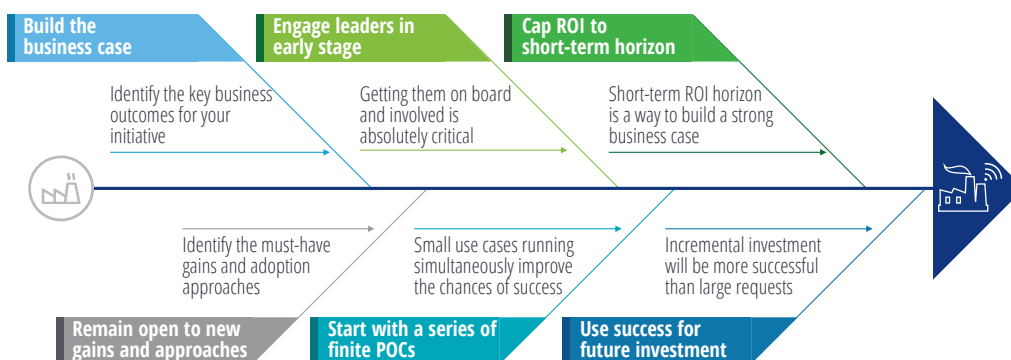 Build the
business case
Engage leaders in
early stage
Cap ROI to
short-term horizon
Identify the key business
outcomes for your
initiative
Getting them on board
and involved is
absolutely critical
Short-term ROI horizon
is a way to build a strong
business case
Identify the must-have
gains and adoption
approaches
Small use cases running
simultaneously improve
the chances of success
Incremental investment
will be more successful
than large requests
Remain open to new
gains and approaches
Start with a series of
finite POCs
Use success for
future investment